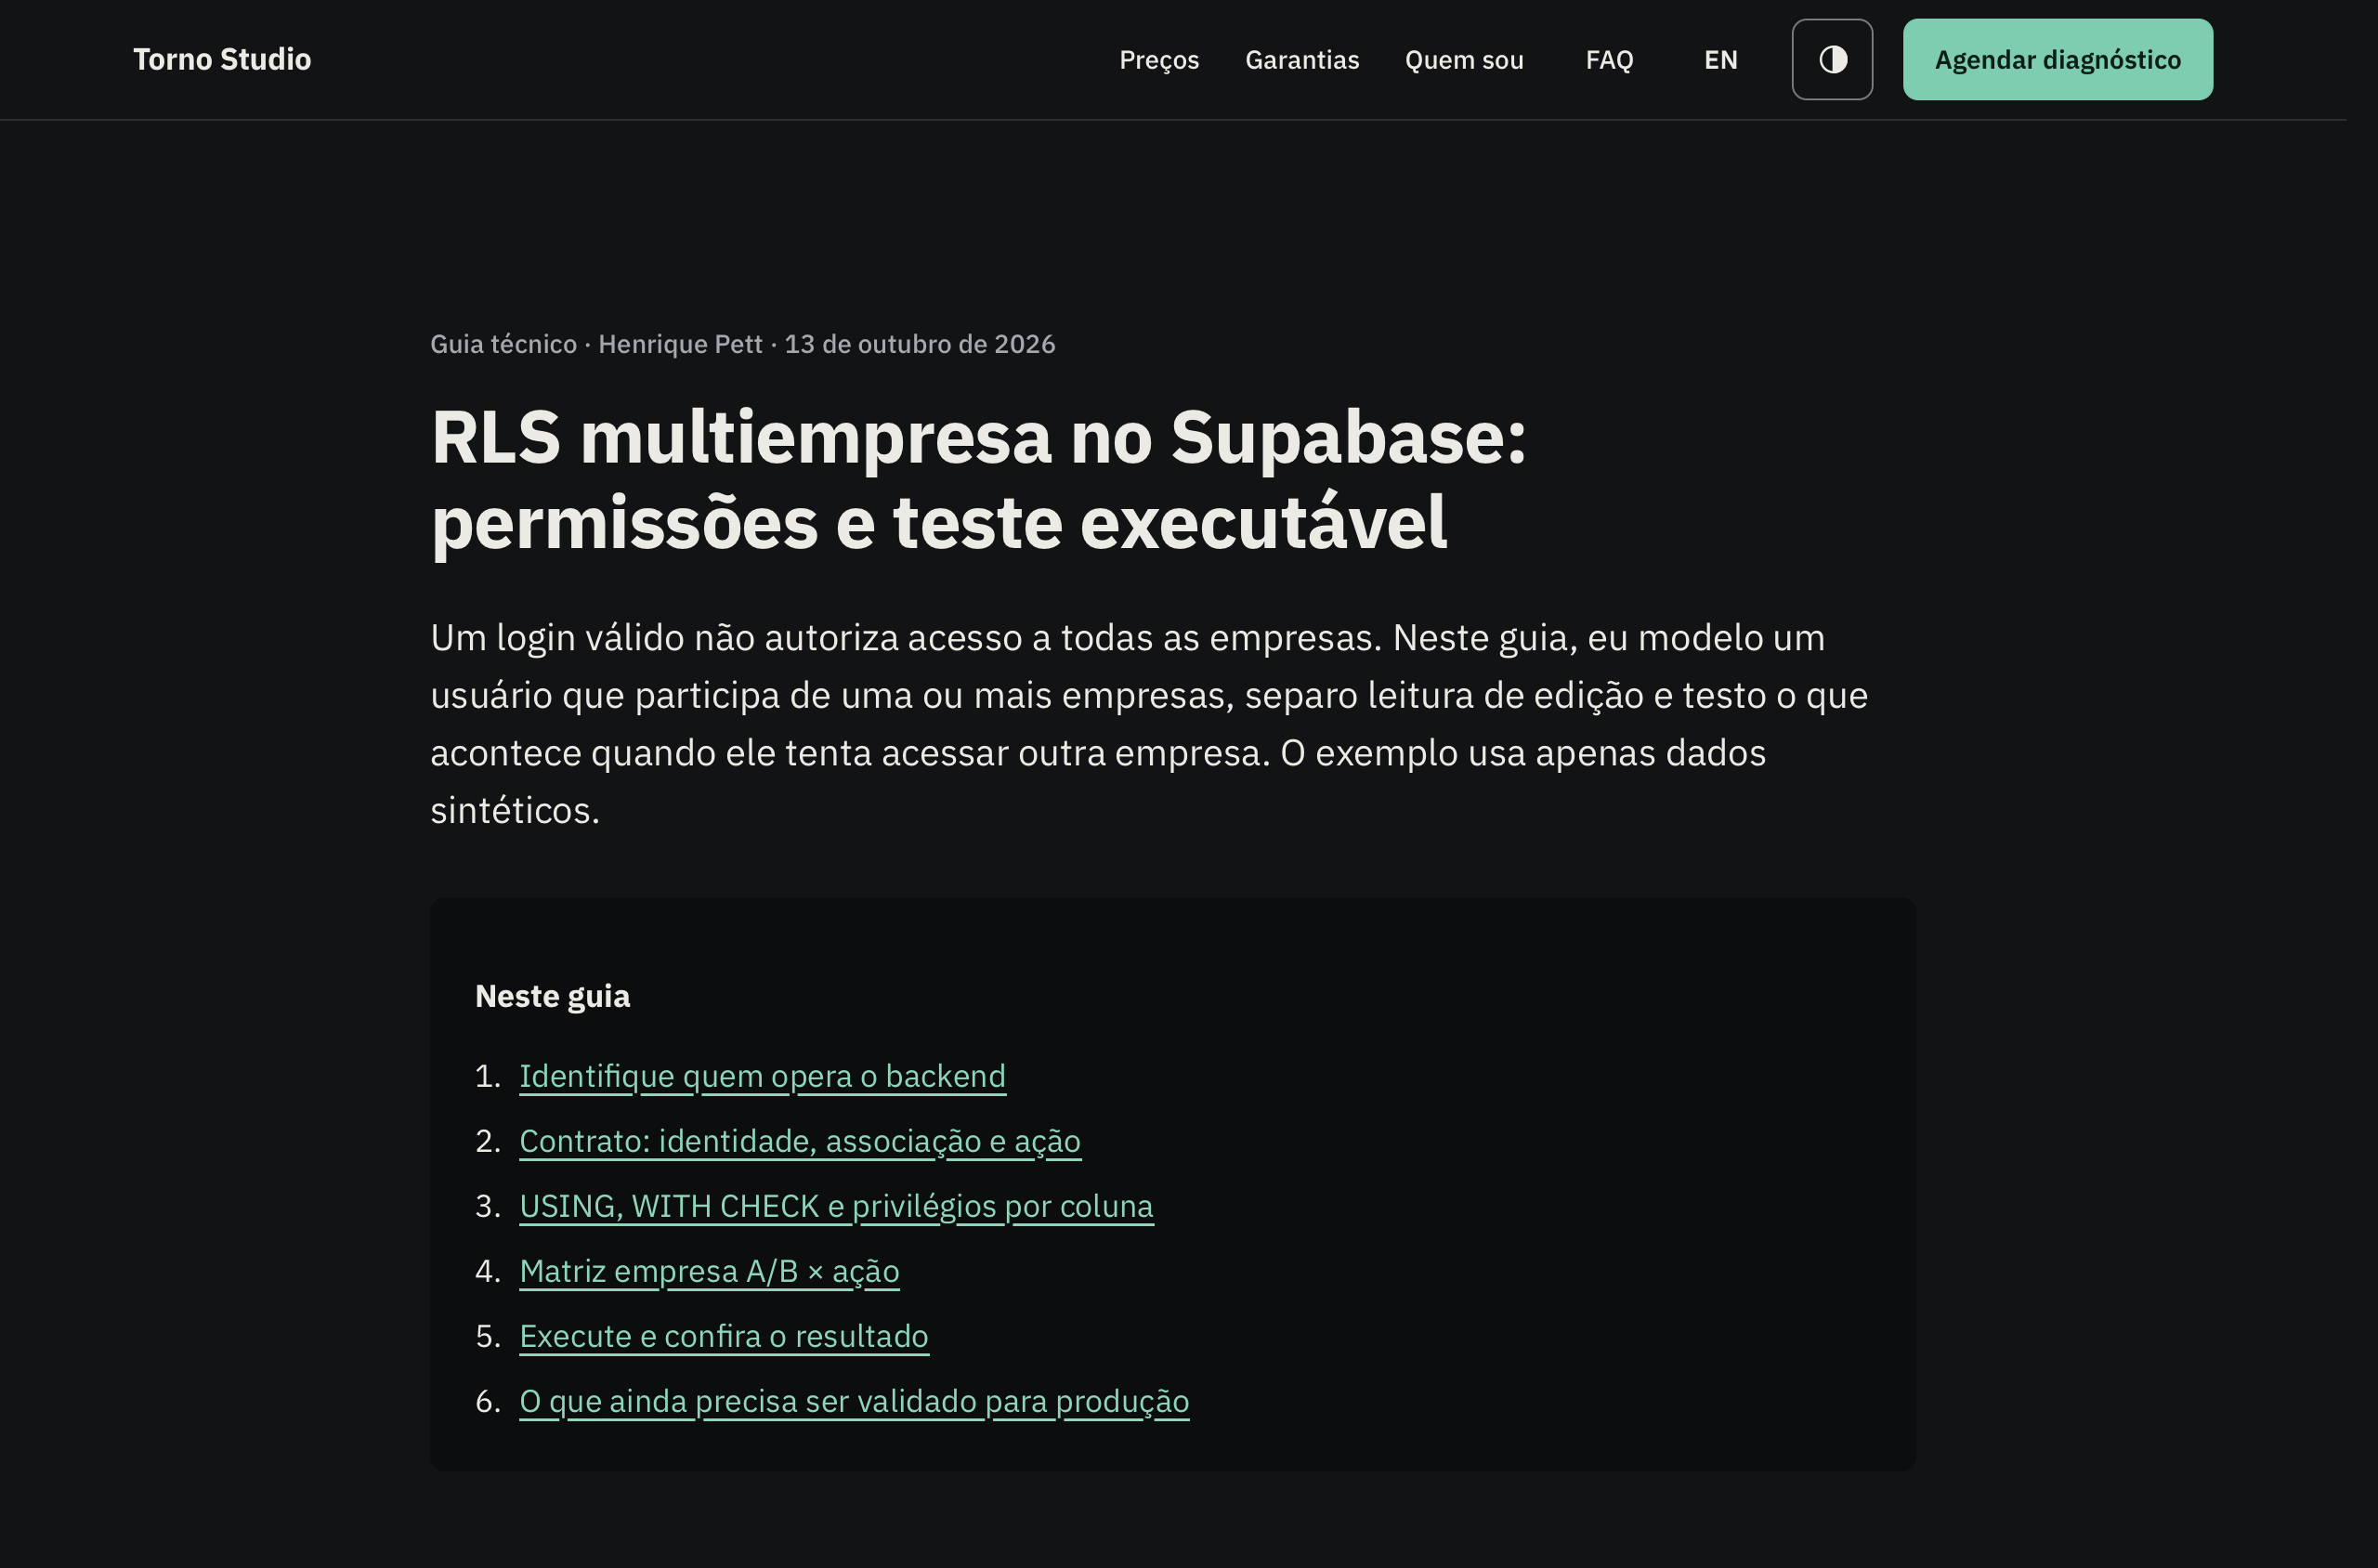 Torno Studio
Preços Garantias Quem sou FAQ EN Agendar diagnóstico
Guia técnico · Henrique Pett · 13 de outubro de 2026
RLS multiempresa no Supabase:
permissões e teste executável
Um login válido não autoriza acesso a todas as empresas. Neste guia, eu modelo um
usuário que participa de uma ou mais empresas, separo leitura de edição e testo o que
acontece quando ele tenta acessar outra empresa. O exemplo usa apenas dados
sintéticos.
Neste guia
1. Identifique quem opera o backend
2. Contrato: identidade, associação e ação
3. USING, WITH CHECK e privilégios por coluna
4. Matriz empresa A/B × ação
5. Execute e confira o resultado
6. O que ainda precisa ser validado para produção